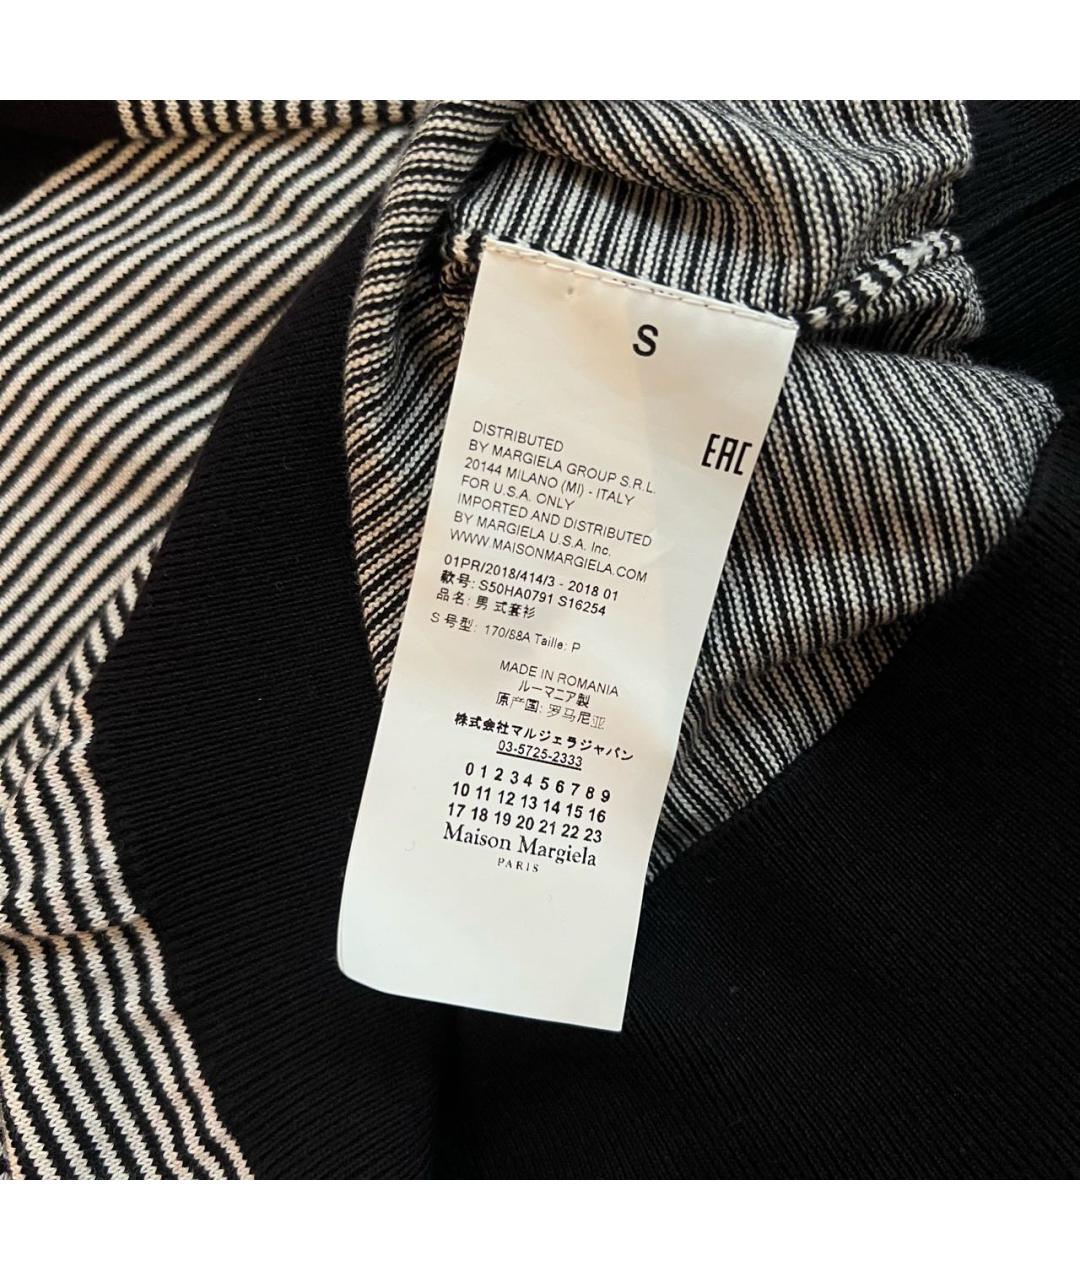 S
EAC
DISTRIBUTED
BY MARGIELA GROUP S.R.L.
20144 MILANO (MI) - ITALY
FOR U.S.A. ONLY
IMPORTED AND DISTRIBUTED
BY MARGIELA U.S.A. Inc.
WWW.MAISONMARGIELA.COM
01PR/2018/414/3 - 2018 01
款号: S50HA0791 S16254
品名: 男式套衫
S 号型: 170/88A Taille: P
MADE IN ROMANIA
ルーマニア製
原产国: 罗马尼亚
株式会社マルジェラジャパン
03-5725-2333
0 1 2 3 4 5 6 7 8 9
10 11 12 13 14 15 16
17 18 19 20 21 22 23
Maison Margiela
PARIS